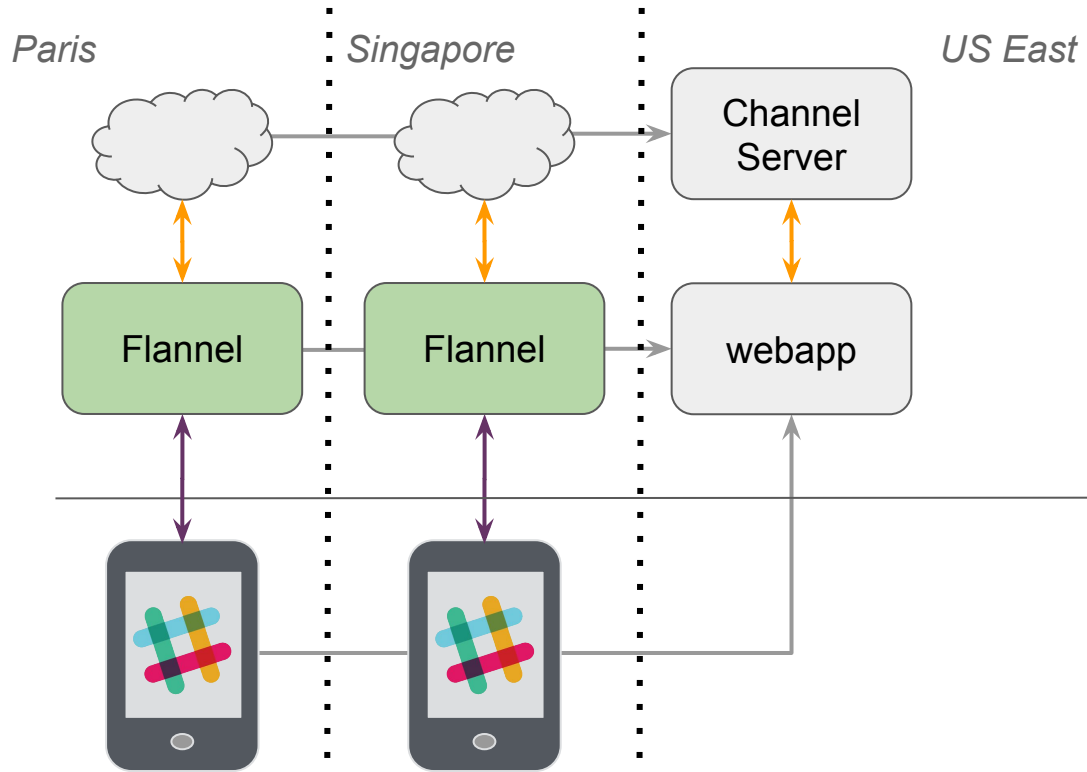 Paris
Singapore
US East
Channel
Server
Flannel
Flannel
webapp